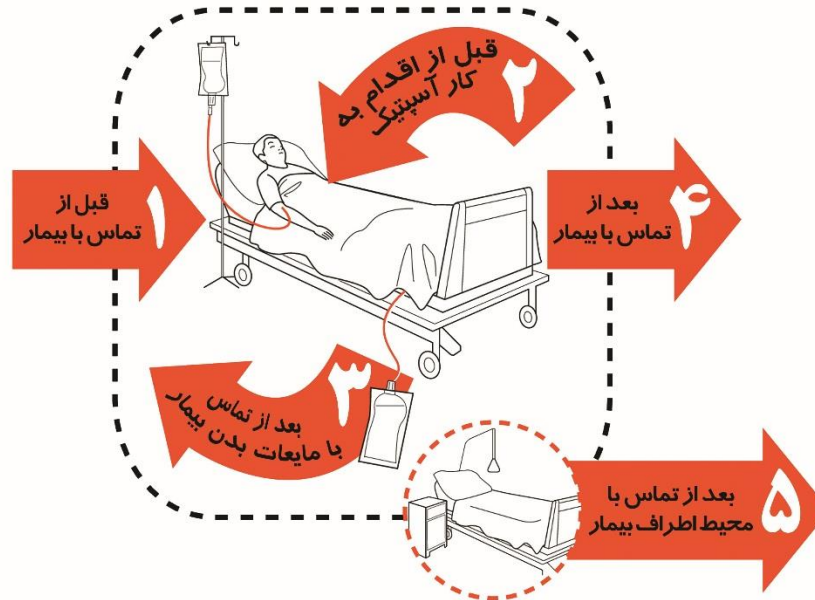 ۱
قبل از
تماس با بیمار
۲
قبل از اقدام به
کار آسپتیک
۳
بعد از تماس
با مایعات بدن بیمار
۴
بعد از
تماس با بیمار
۵
بعد از تماس با
محیط اطراف بیمار